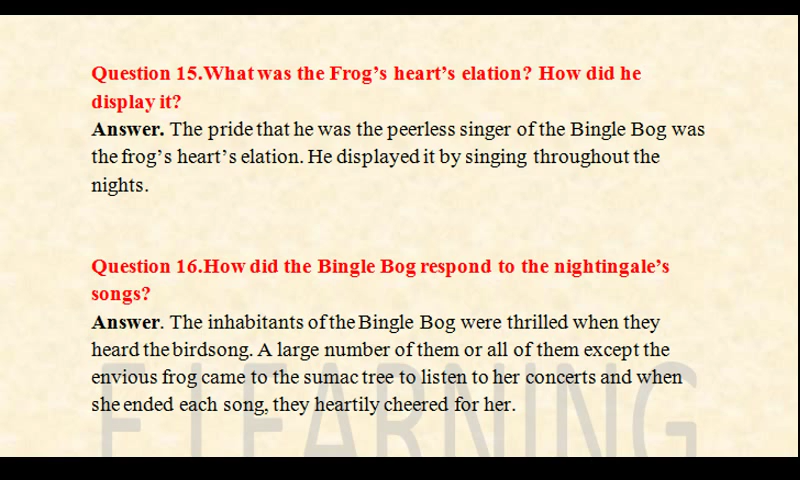 Question 15.What was the Frog's heart's elation? How did he
display it?
Answer. The pride that he was the peerless singer of the Bingle Bog was
the frog's heart's elation. He displayed it by singing throughout the
nights.
Question 16.How did the Bingle Bog respond to the nightingale's
songs?
Answer. The inhabitants of the Bingle Bog were thrilled when they
heard the birdsong. A large number of them or all of them except the
envious frog came to the sumac tree to listen to her concerts and when
she ended each song, they heartily cheered for her.
E LEARNING